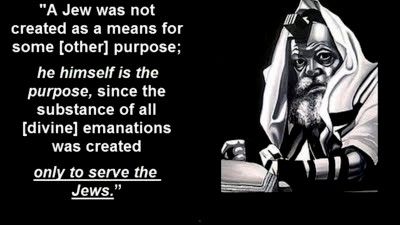 "A Jew was not
created as a means for
some [other] purpose;
he himself is the
purpose, since the
substance of all
[divine] emanations
was created
only to serve the
Jews.”